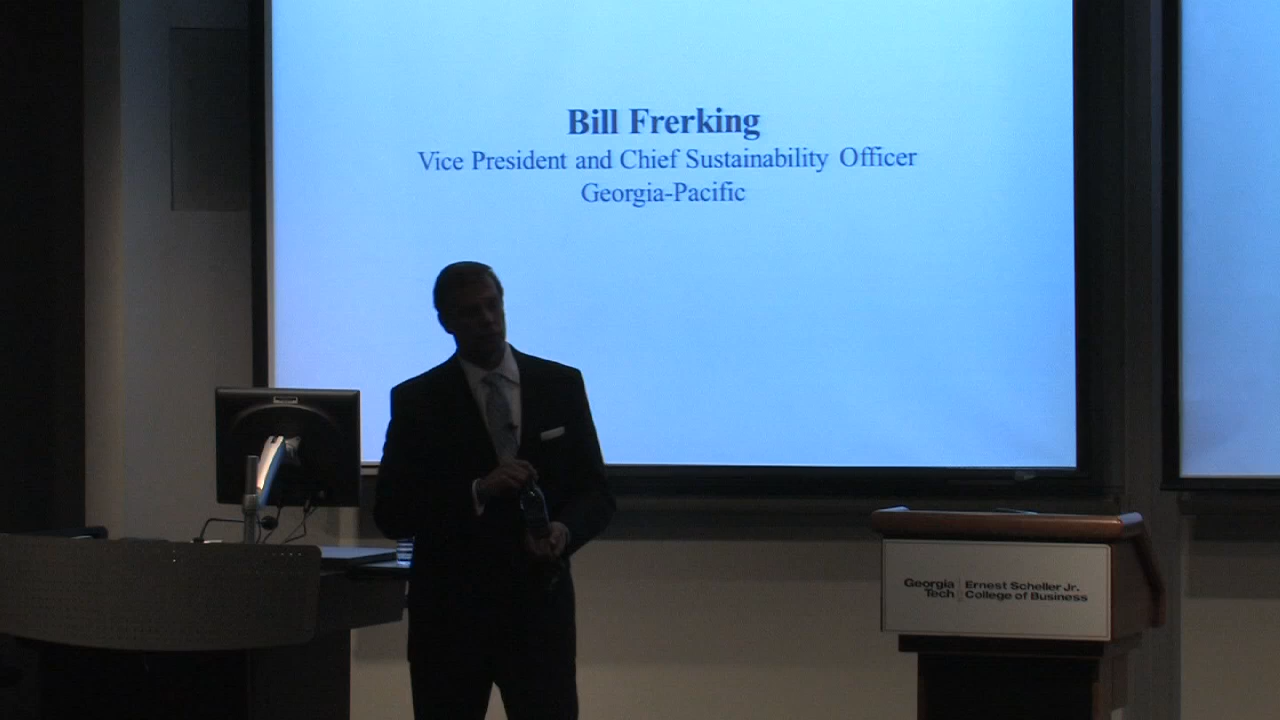 Bill Frerking
Vice President and Chief Sustainability Officer
Georgia-Pacific
Georgia Tech
Ernest Scheller Jr.
College of Business